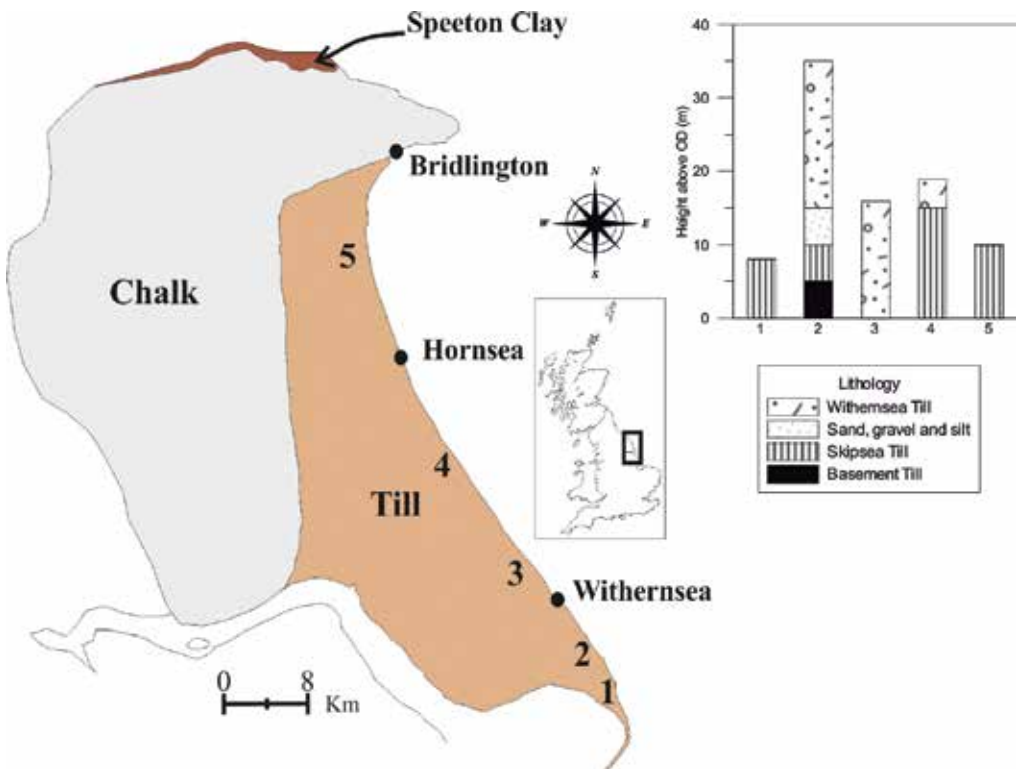 Speeton Clay
Bridlington
N
W
E
S
5
Chalk
Hornsea
4
Till
3
Withernsea
2
1
0 8
Km
Height above OD (m)
40
30
20
10
0
1 2 3 4 5
Lithology
Withernsea Till
Sand, gravel and silt
Skipsea Till
Basement Till